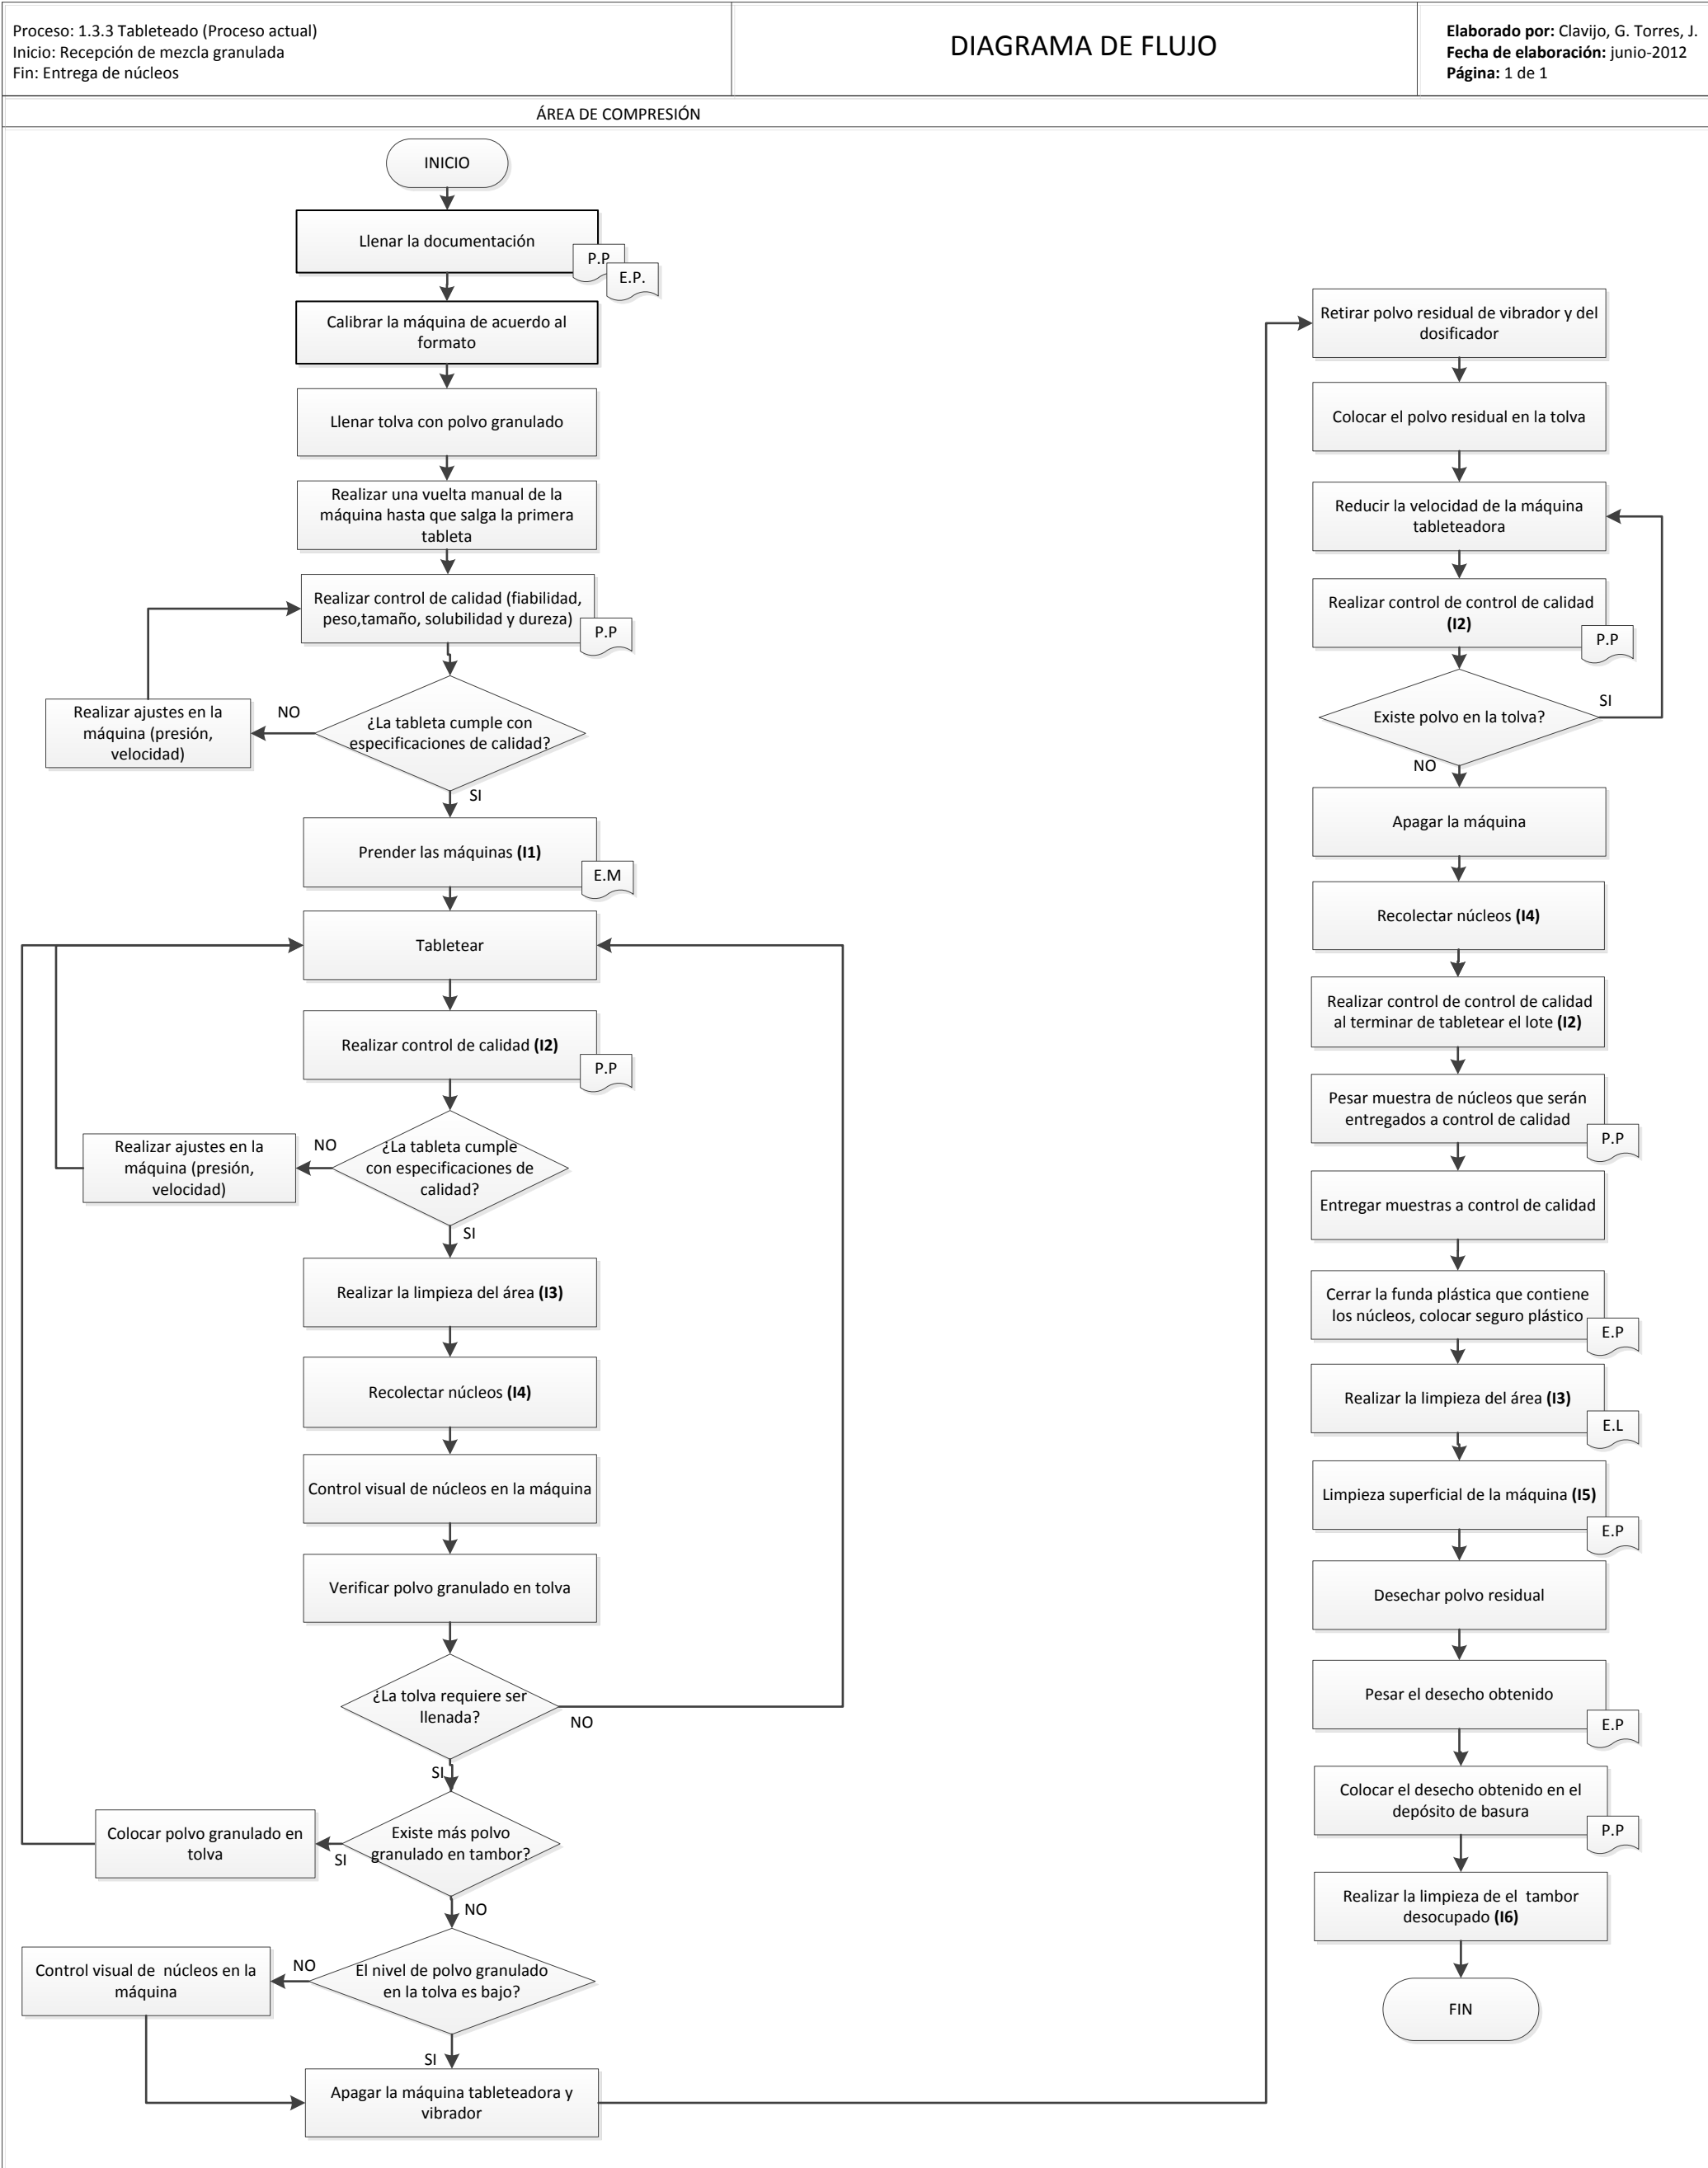 Proceso: 1.3.3 Tableteado (Proceso actual)
Inicio: Recepción de mezcla granulada
Fin: Entrega de núcleos
DIAGRAMA DE FLUJO
Elaborado por: Clavijo, G. Torres, J.
Fecha de elaboración: junio-2012
Página: 1 de 1
ÁREA DE COMPRESIÓN
INICIO
Llenar la documentación
P.P
E.P.
Calibrar la máquina de acuerdo al
formato
Llenar tolva con polvo granulado
Realizar una vuelta manual de la
máquina hasta que salga la primera
tableta
Realizar control de calidad (fiabilidad,
peso,tamaño, solubilidad y dureza)
P.P
¿La tableta cumple con
especificaciones de calidad?
NO
Realizar ajustes en la
máquina (presión,
velocidad)
SI
Prender las máquinas (I1)
E.M
Tabletear
Realizar control de calidad (I2)
P.P
¿La tableta cumple
con especificaciones de
calidad?
NO
Realizar ajustes en la
máquina (presión,
velocidad)
SI
Realizar la limpieza del área (I3)
Recolectar núcleos (I4)
Control visual de núcleos en la máquina
Verificar polvo granulado en tolva
¿La tolva requiere ser
llenada?
NO
SI
Existe más polvo
granulado en tambor?
SI
Colocar polvo granulado en
tolva
NO
El nivel de polvo granulado
en la tolva es bajo?
NO
Control visual de  núcleos en la
máquina
SI
Apagar la máquina tableteadora y
vibrador
Retirar polvo residual de vibrador y del
dosificador
Colocar el polvo residual en la tolva
Reducir la velocidad de la máquina
tableteadora
Realizar control de control de calidad
(I2)
P.P
Existe polvo en la tolva?
SI
NO
Apagar la máquina
Recolectar núcleos (I4)
Realizar control de control de calidad
al terminar de tabletear el lote (I2)
Pesar muestra de núcleos que serán
entregados a control de calidad
P.P
Entregar muestras a control de calidad
Cerrar la funda plástica que contiene
los núcleos, colocar seguro plástico
E.P
Realizar la limpieza del área (I3)
E.L
Limpieza superficial de la máquina (I5)
E.P
Desechar polvo residual
Pesar el desecho obtenido
E.P
Colocar el desecho obtenido en el
depósito de basura
P.P
Realizar la limpieza de el  tambor
desocupado (I6)
FIN